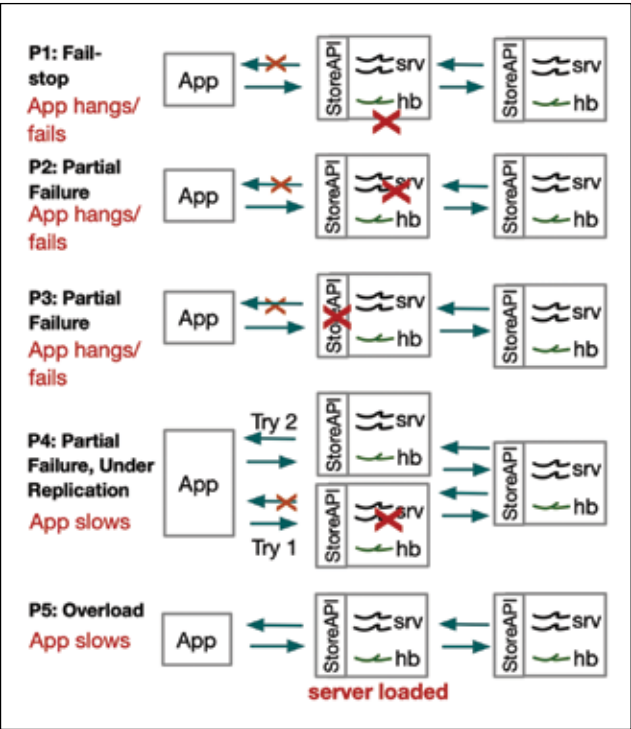 P1: Fail-
stop
App hangs/
fails
App
StoreAPI
srv
hb
StoreAPI
srv
hb
P2: Partial
Failure
App hangs/
fails
App
StoreAPI
srv
hb
StoreAPI
srv
hb
P3: Partial
Failure
App hangs/
fails
App
StoreAPI
srv
hb
StoreAPI
srv
hb
P4: Partial
Failure, Under
Replication
App slows
App
Try 2
Try 1
StoreAPI
srv
hb
StoreAPI
srv
hb
StoreAPI
srv
hb
P5: Overload
App slows
App
StoreAPI
srv
hb
server loaded
StoreAPI
srv
hb